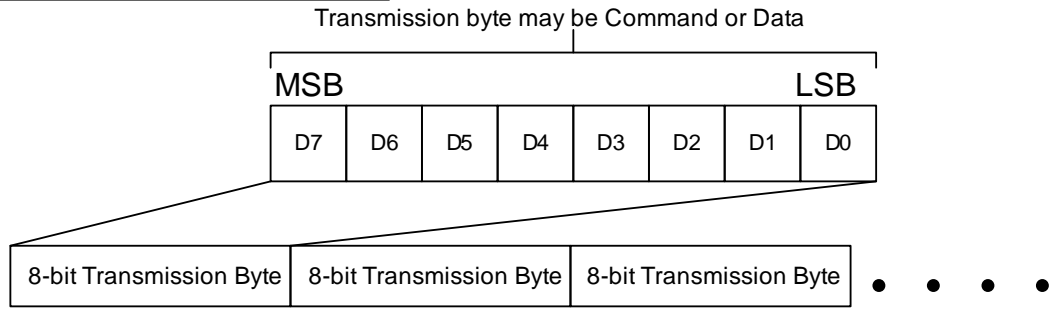 Transmission byte may be Command or Data
MSB LSB
D7 D6 D5 D4 D3 D2 D1 D0
8-bit Transmission Byte 8-bit Transmission Byte 8-bit Transmission Byte